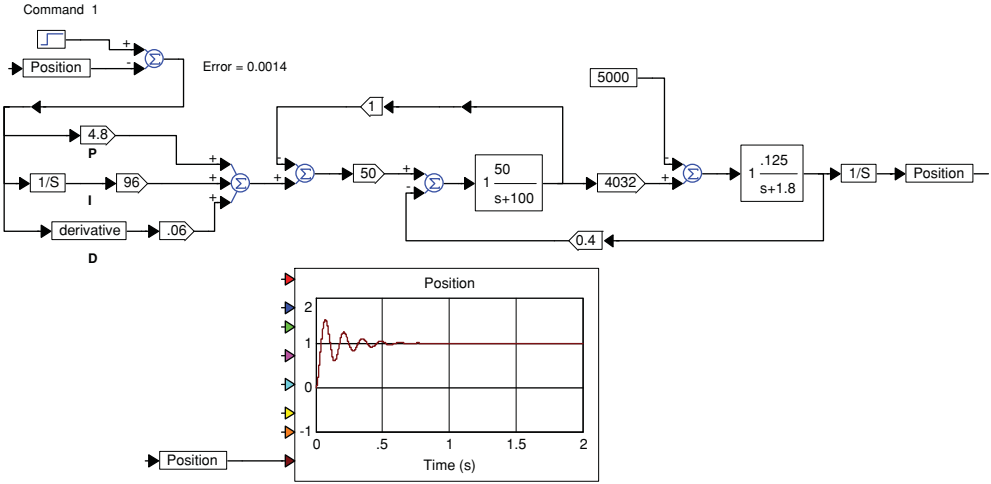 Command 1
+
-
Position
Error = 0.0014
4.8
P
1/S
96
I
derivative
.06
D
+
+
+
Σ
Σ
1
-
+
Σ
50
+
-
Σ
1 50
s+100
4032
5000
-
+
Σ
1 .125
s+1.8
1/S
Position
0.4
Position
2
1
0
-1
0
.5
1
1.5
2
Time (s)
Position